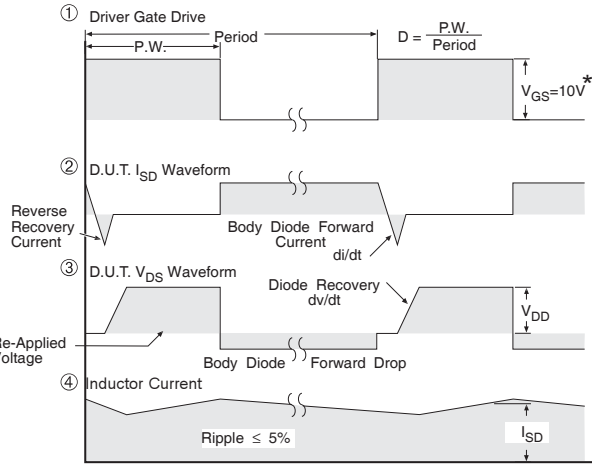 ① Driver Gate Drive
P.W.
Period
D = P.W.
Period
V_GS=10V*
② D.U.T. I_SD Waveform
Reverse
Recovery
Current
Body Diode Forward
Current
di/dt
③ D.U.T. V_DS Waveform
Diode Recovery
dv/dt
V_DD
Re-Applied
Voltage
Body Diode Forward Drop
④ Inductor Current
Ripple ≤ 5%
I_SD